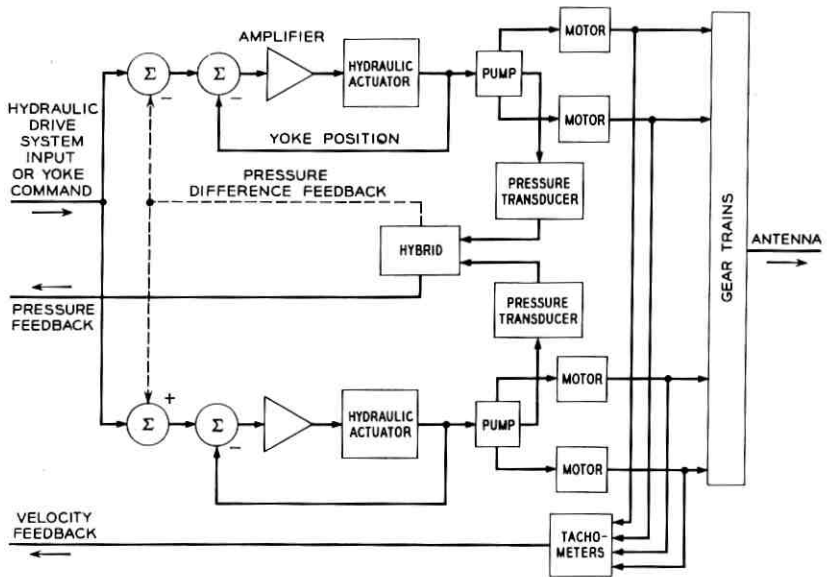 AMPLIFIER
Σ
Σ
−
−
HYDRAULIC
ACTUATOR
PUMP
MOTOR
MOTOR
HYDRAULIC
DRIVE
SYSTEM
INPUT
OR YOKE
COMMAND
YOKE POSITION
PRESSURE
DIFFERENCE FEEDBACK
PRESSURE
TRANSDUCER
HYBRID
GEAR TRAINS
ANTENNA
PRESSURE
FEEDBACK
PRESSURE
TRANSDUCER
+
Σ
Σ
−
HYDRAULIC
ACTUATOR
PUMP
MOTOR
MOTOR
VELOCITY
FEEDBACK
TACHO-
METERS